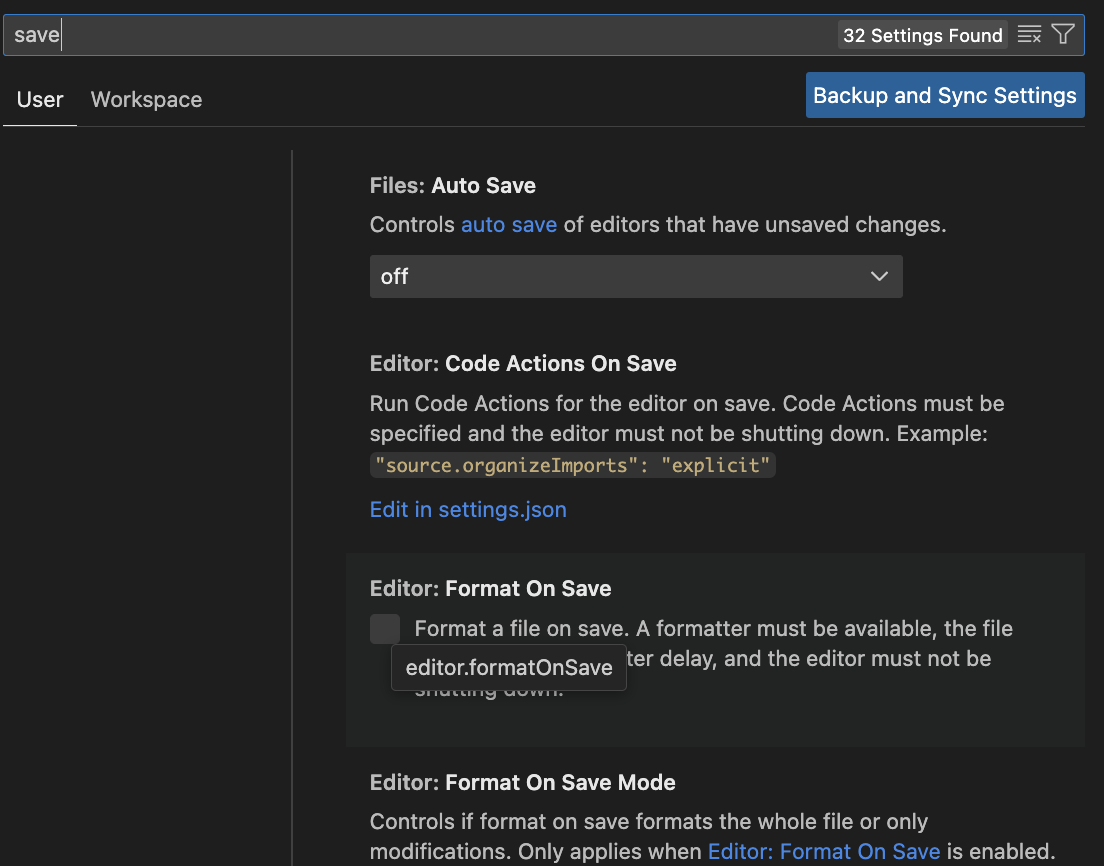 save
32 Settings Found
User
Workspace
Backup and Sync Settings
Files: Auto Save
Controls auto save of editors that have unsaved changes.
off
Editor: Code Actions On Save
Run Code Actions for the editor on save. Code Actions must be
specified and the editor must not be shutting down. Example:
"source.organizeImports": "explicit"
Edit in settings.json
Editor: Format On Save
Format a file on save. A formatter must be available, the file
editor.formatOnSave
ter delay, and the editor must not be
shutting down.
Editor: Format On Save Mode
Controls if format on save formats the whole file or only
modifications. Only applies when Editor: Format On Save is enabled.